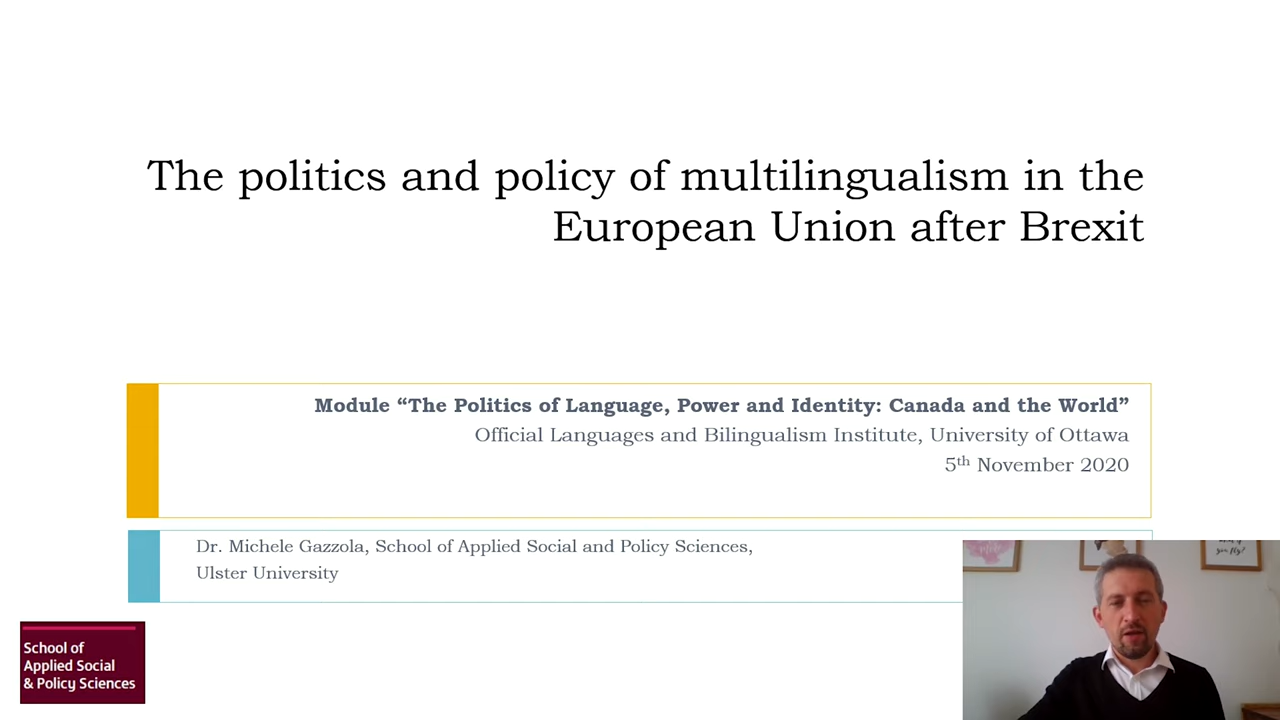 The politics and policy of multilingualism in the
European Union after Brexit
Module “The Politics of Language, Power and Identity: Canada and the World”
Official Languages and Bilingualism Institute, University of Ottawa
5th November 2020
Dr. Michele Gazzola, School of Applied Social and Policy Sciences,
Ulster University
School of
Applied Social
& Policy Sciences
you fly?